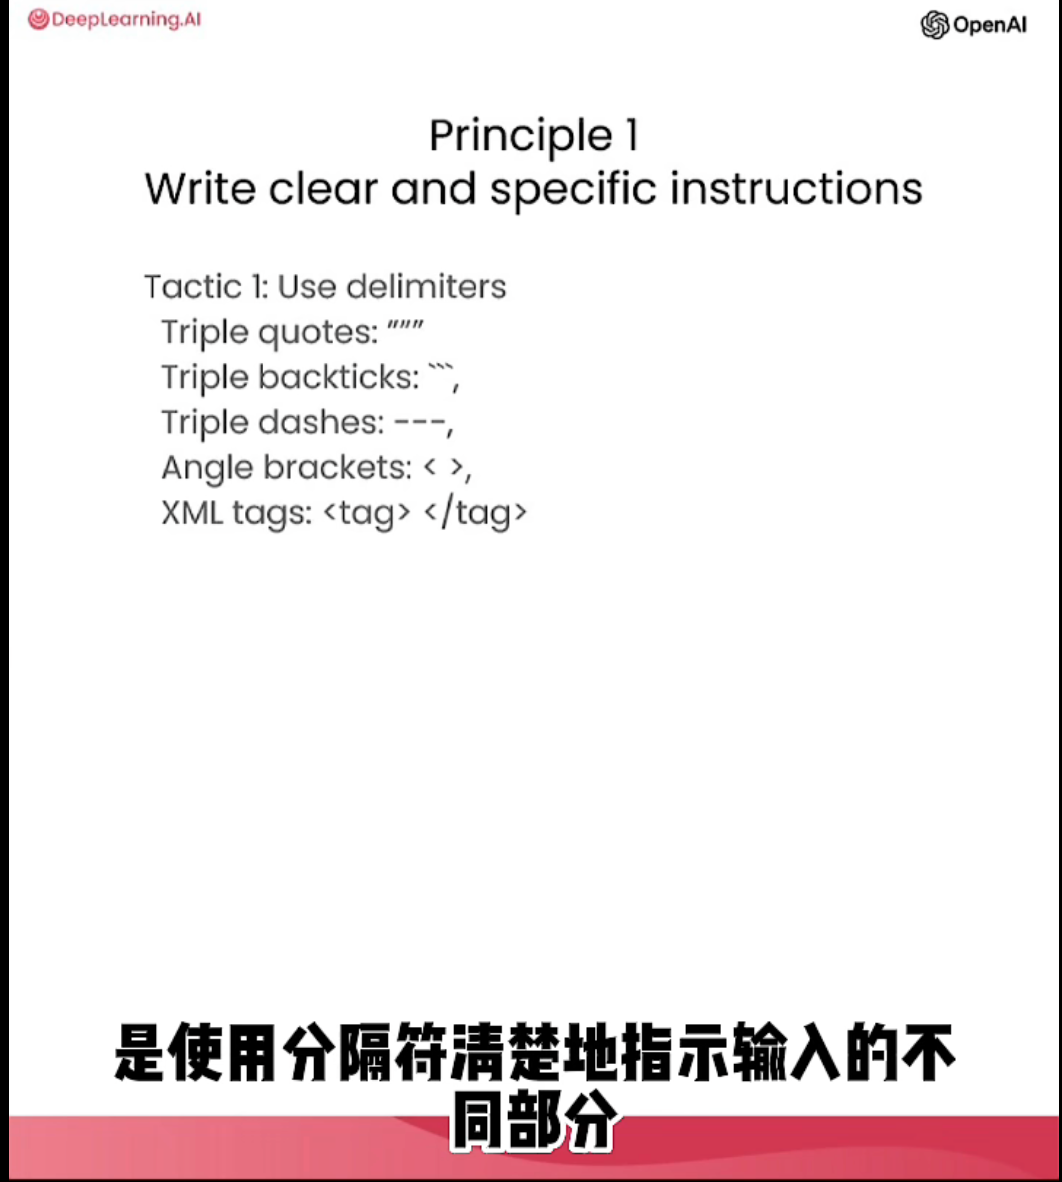 DeepLearning.AI
OpenAI
Principle 1
Write clear and specific instructions
Tactic 1: Use delimiters
Triple quotes: """
Triple backticks: ```,
Triple dashes: ---,
Angle brackets: < >,
XML tags: <tag> </tag>
是使用分隔符清楚地指示输入的不
同部分